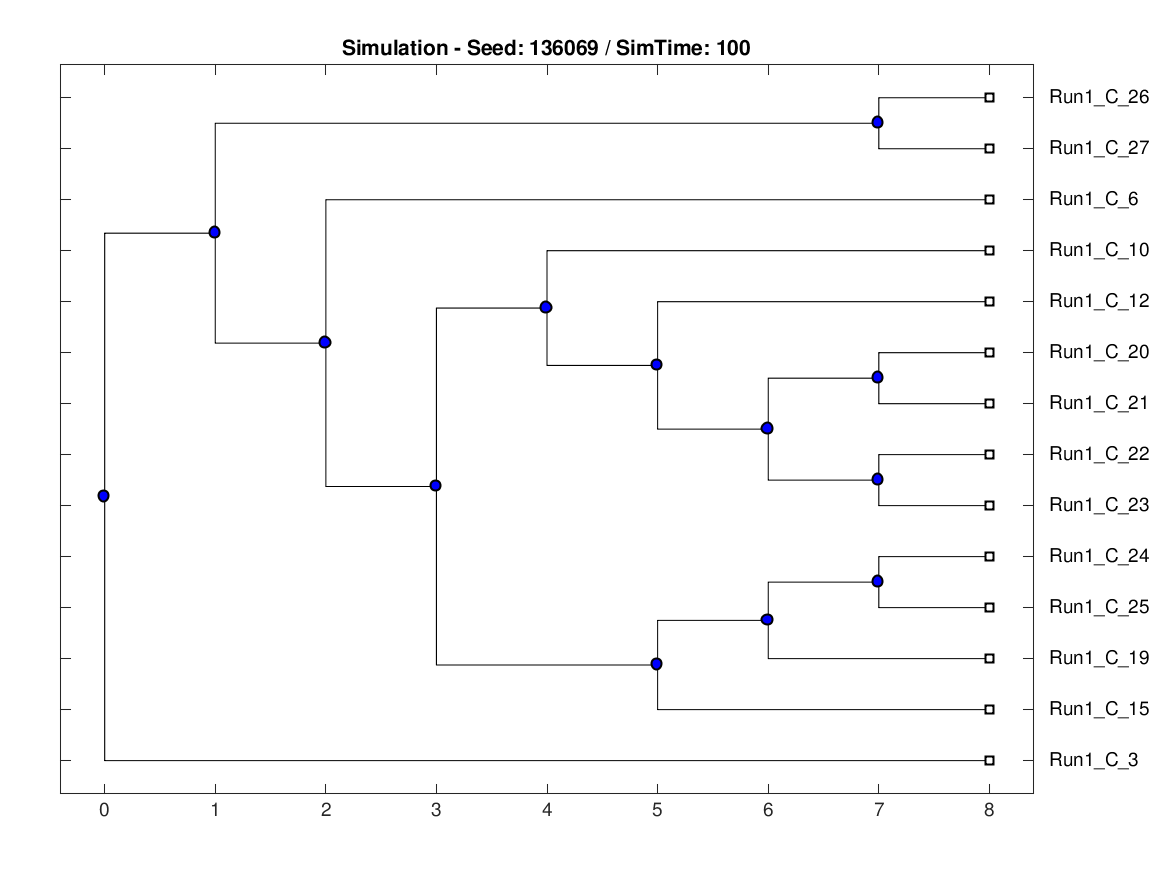 Simulation - Seed: 136069 / SimTime: 100
Run1_C_26
Run1_C_27
Run1_C_6
Run1_C_10
Run1_C_12
Run1_C_20
Run1_C_21
Run1_C_22
Run1_C_23
Run1_C_24
Run1_C_25
Run1_C_19
Run1_C_15
Run1_C_3
0 1 2 3 4 5 6 7 8